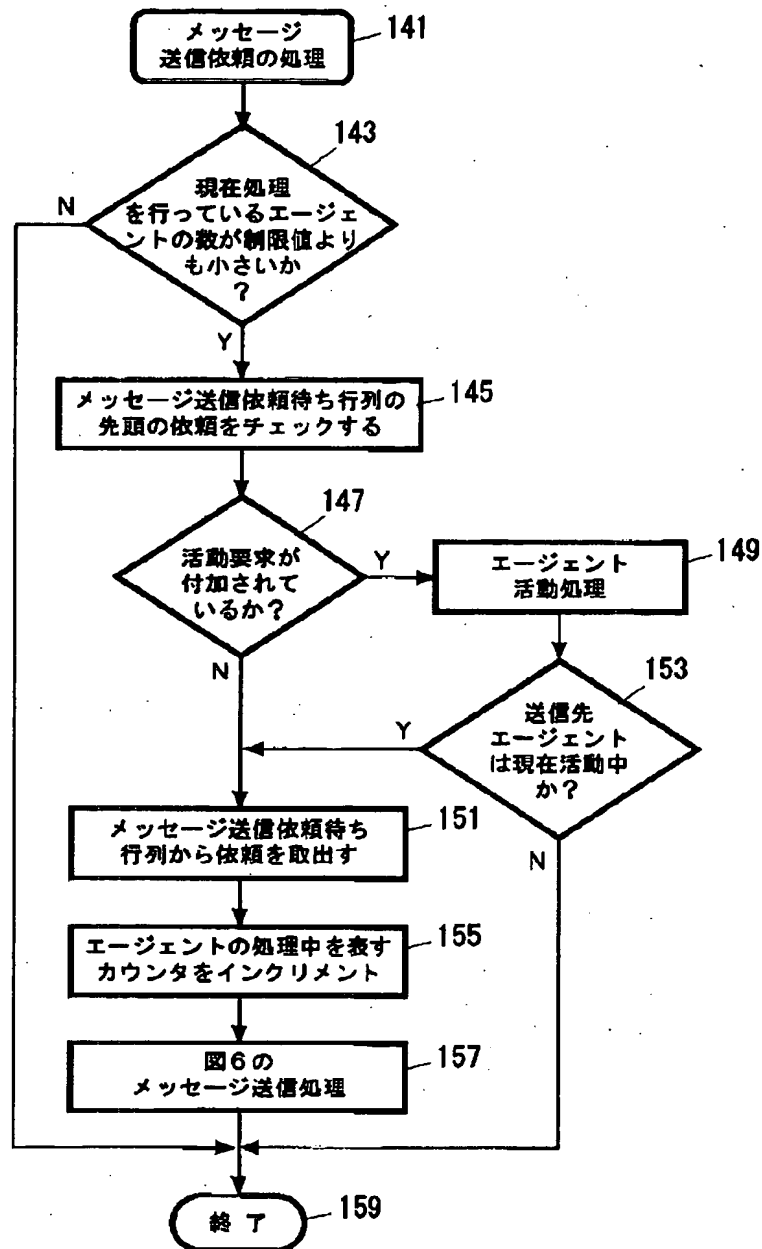 メッセージ
送信依頼の処理
141
143
現在処理
を行っているエージェ
ントの数が制限値より
も小さいか
?
N
Y
メッセージ送信依頼待ち行列の
先頭の依頼をチェックする
145
147
活動要求が
付加されて
いるか?
Y
N
エージェント
活動処理
149
153
送信先
エージェント
は現在活動中
か?
Y
N
メッセージ送信依頼待ち
行列から依頼を取出す
151
エージェントの処理中を表す
カウンタをインクリメント
155
図6の
メッセージ送信処理
157
終了
159